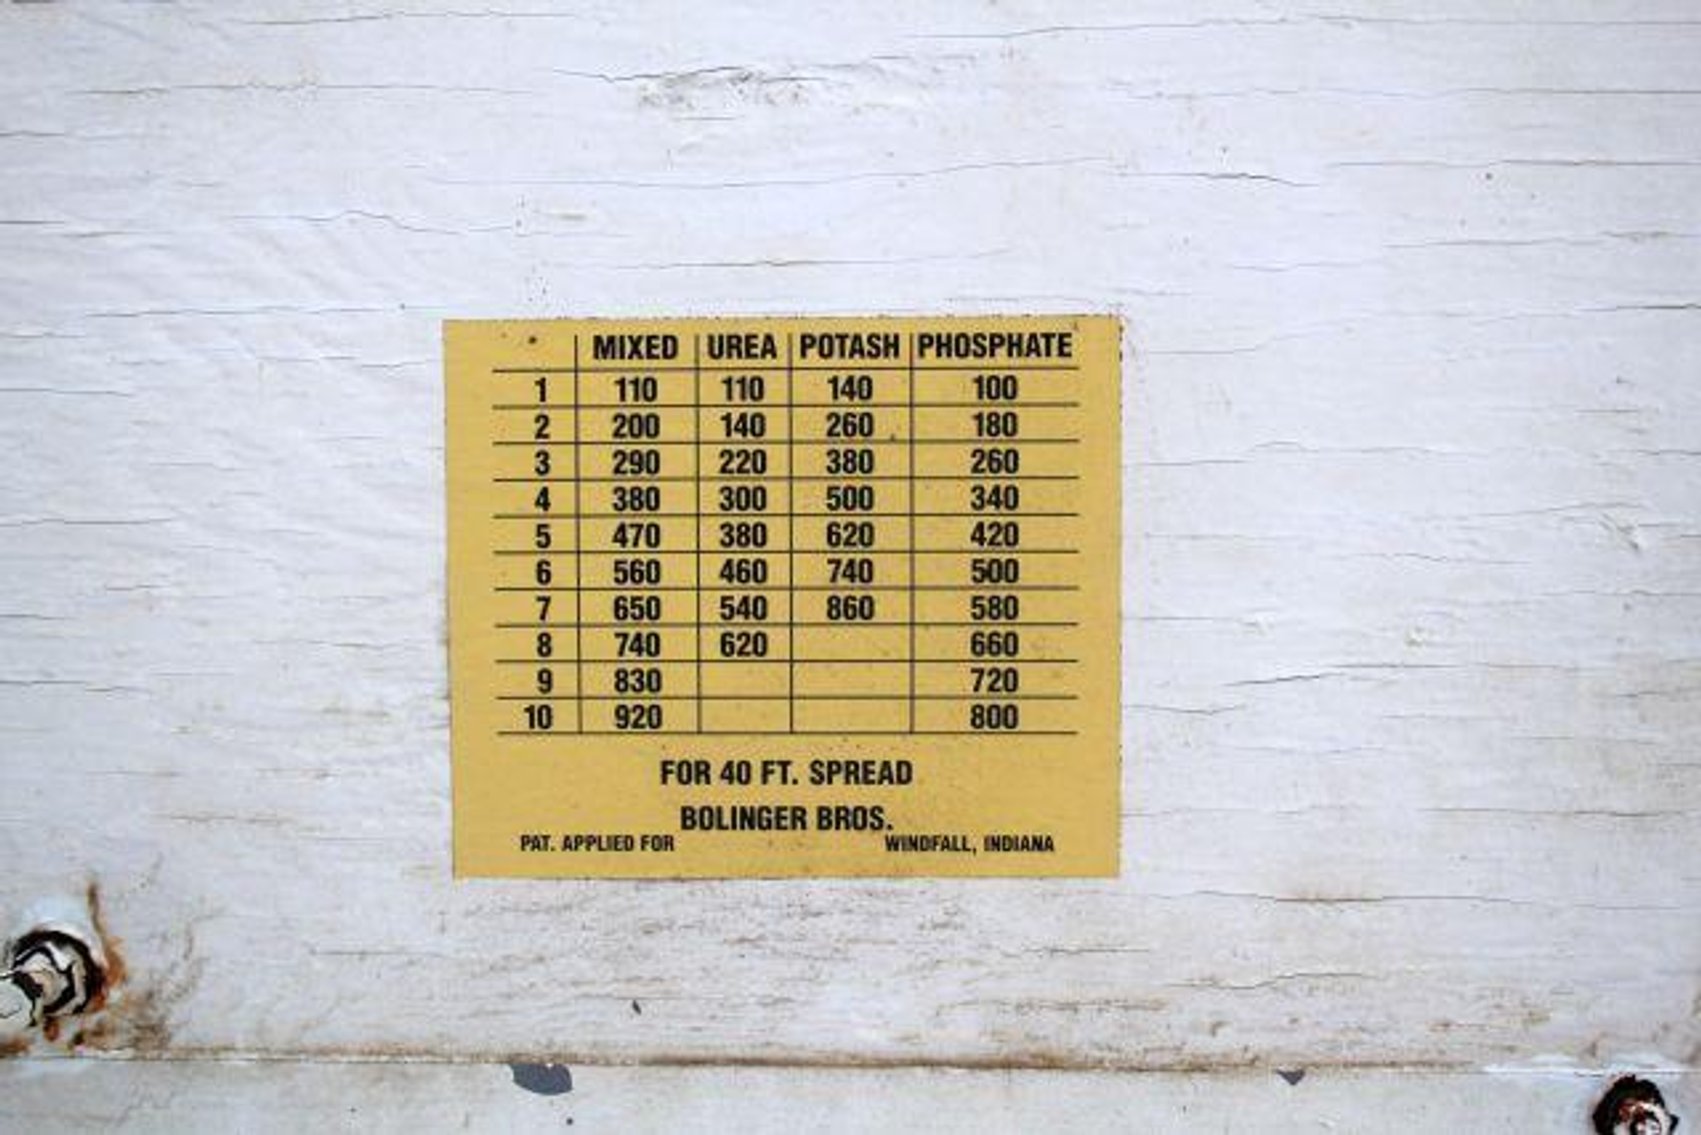 MIXED UREA POTASH PHOSPHATE
1 110 110 140 100
2 200 140 260 180
3 290 220 380 260
4 380 300 500 340
5 470 380 620 420
6 560 460 740 500
7 650 540 860 580
8 740 620 660
9 830 720
10 920 800
FOR 40 FT. SPREAD
BOLINGER BROS.
PAT. APPLIED FOR WINDFALL, INDIANA